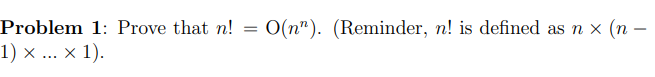 Problem 1: Prove that n! = O(nⁿ). (Reminder, n! is defined as n × (n −
1) × ... × 1).